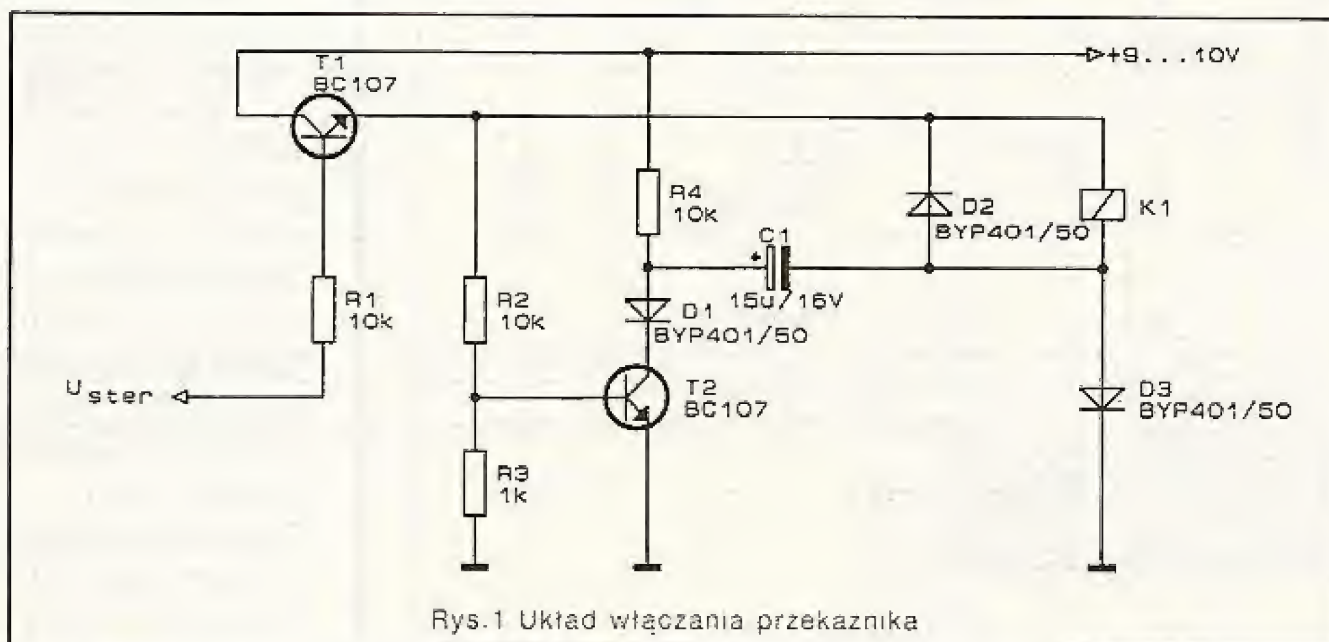 T1
BC107
+9...10V
R4
10k
D2
BYP401/50
K1
C1
+
15u/16V
R1
10k
R2
10k
D1
BYP401/50
Uster
T2
BC107
D3
BYP401/50
R3
1k
Rys.1 Układ włączania przekaznika